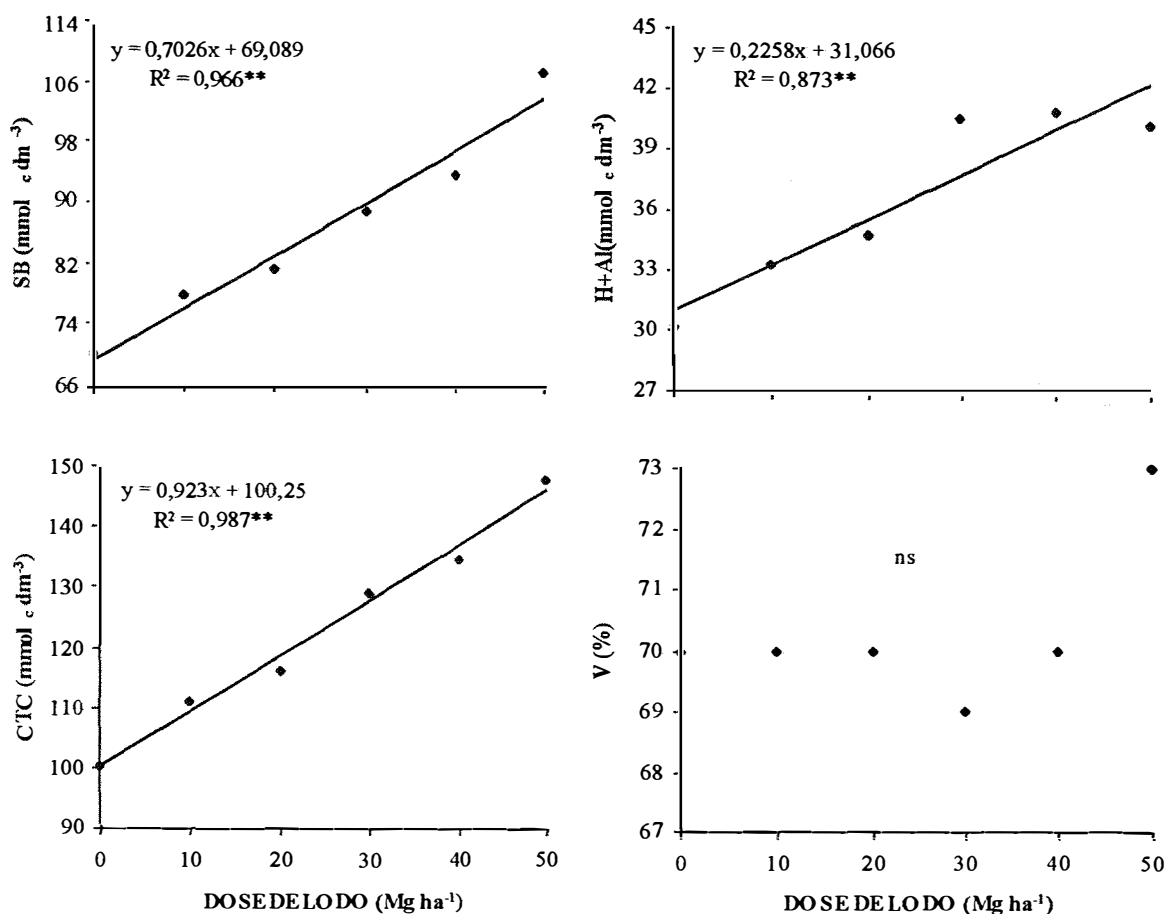 y = 0,7026x + 69,089
R² = 0,966**
114
106
98
90
82
74
66
SB (mmol c dm -3)
y = 0,2258x + 31,066
R² = 0,873**
45
42
39
36
33
30
27
H+Al(mmol c dm-3)
y = 0,923x + 100,25
R² = 0,987**
150
140
130
120
110
100
90
CTC (mmol c dm-3)
0 10 20 30 40 50
DOSE DE LODO (Mg ha-1)
ns
73
72
71
70
69
68
67
V (%)
0 10 20 30 40 50
DOSE DE LODO (Mg ha-1)